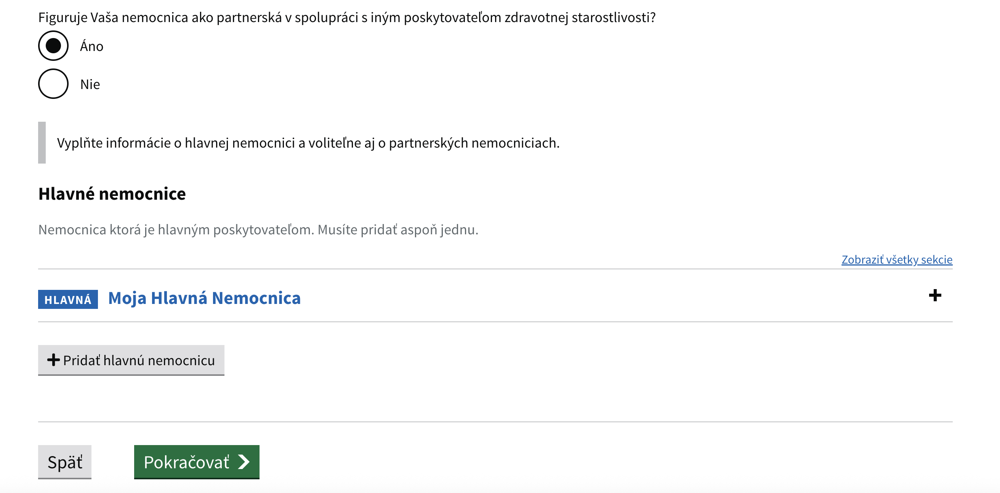 Figuruje Vaša nemocnica ako partnerská v spolupráci s iným poskytovateľom zdravotnej starostlivosti?
Áno
Nie
Vyplňte informácie o hlavnej nemocnici a voliteľne aj o partnerských nemocniciach.
Hlavné nemocnice
Nemocnica ktorá je hlavným poskytovateľom. Musíte pridať aspoň jednu.
Zobraziť všetky sekcie
HLAVNÁ Moja Hlavná Nemocnica
Pridať hlavnú nemocnicu
Späť Pokračovať